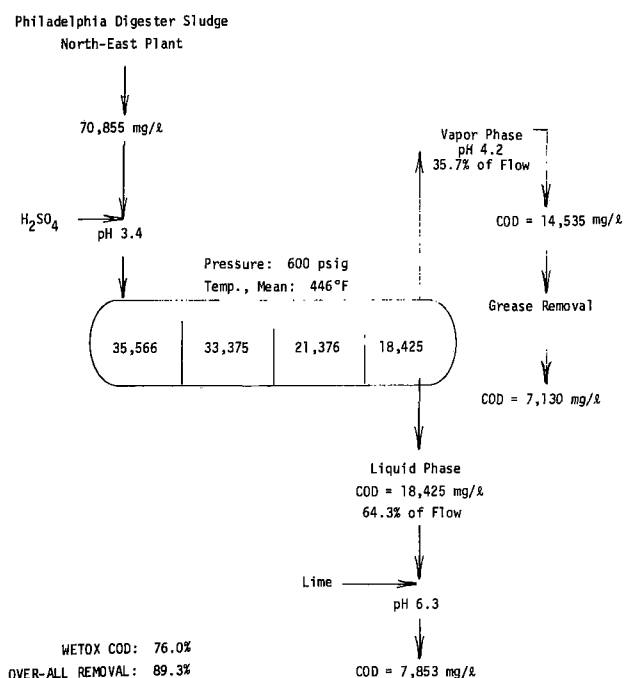 Philadelphia Digester Sludge
North-East Plant
70,855 mg/ℓ
H₂SO₄
pH 3.4
Vapor Phase
pH 4.2
35.7% of Flow
COD = 14,535 mg/ℓ
Grease Removal
COD = 7,130 mg/ℓ
Pressure: 600 psig
Temp., Mean: 446°F
35,566 33,375 21,376 18,425
Liquid Phase
COD = 18,425 mg/ℓ
64.3% of Flow
Lime
pH 6.3
COD = 7,853 mg/ℓ
WETOX COD: 76.0%
OVER-ALL REMOVAL: 89.3%